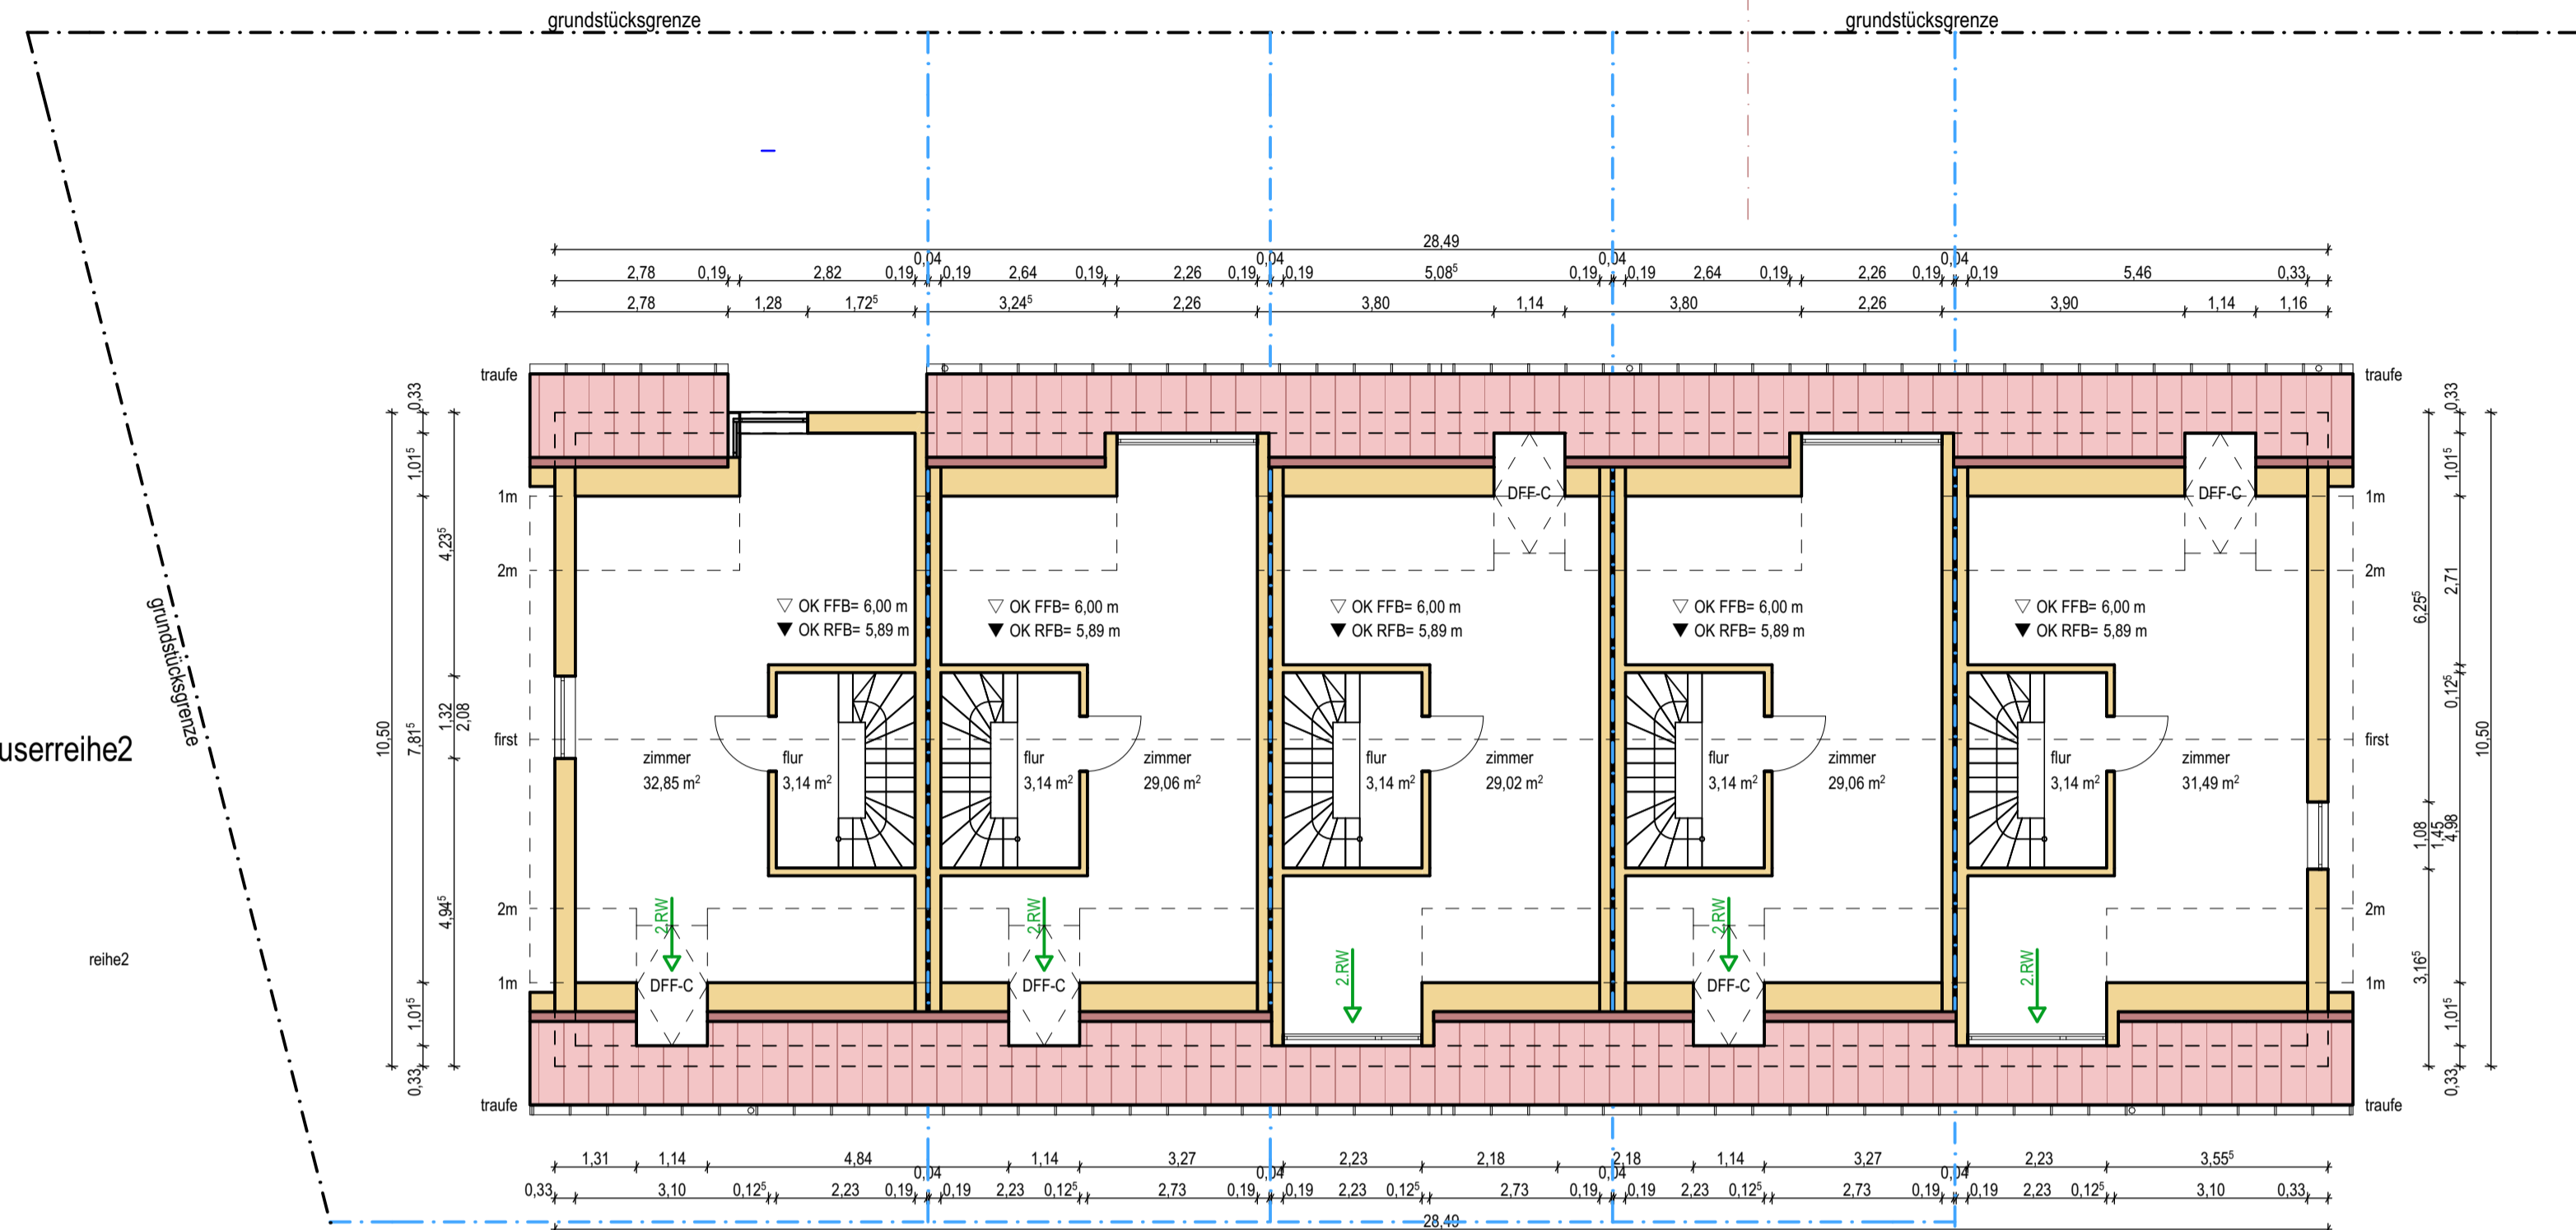 grundstücksgrenze grundstücksgrenze
28,49
0,04 0,04 0,04 0,04
2,78 0,19 2,82 0,19 0,19 2,64 0,19 2,26 0,19 0,19 5,08⁵ 0,19 0,19 2,64 0,19 2,26 0,19 0,19 5,46 0,33
2,78 1,28 1,72⁵ 3,24⁵ 2,26 3,80 1,14 3,80 2,26 3,90 1,14 1,16
traufe traufe
0,33 0,33
1,01⁵ 1,01⁵
1m DFF-C DFF-C 1m
4,23⁵
2m 2m
2,71
6,25⁵
OK FFB= 6,00 m OK FFB= 6,00 m OK FFB= 6,00 m OK FFB= 6,00 m OK FFB= 6,00 m
OK RFB= 5,89 m OK RFB= 5,89 m OK RFB= 5,89 m OK RFB= 5,89 m OK RFB= 5,89 m
grundstücksgrenze
0,12⁵
10,50 7,81⁵ 1,32 2,08
first first
10,50
userreihe2
zimmer flur flur zimmer flur zimmer flur zimmer flur zimmer
32,85 m² 3,14 m² 3,14 m² 29,06 m² 3,14 m² 29,02 m² 3,14 m² 29,06 m² 3,14 m² 31,49 m²
1,08 1,45 4,98
4,94⁵
2m 2.RW 2.RW 2.RW 2m
reihe2
2.RW 2.RW
3,16⁵
1m DFF-C DFF-C DFF-C 1m
1,01⁵ 1,01⁵
0,33 0,33
traufe traufe
1,31 1,14 4,84 1,14 3,27 2,23 2,18 2,18 1,14 3,27 2,23 3,55⁵
0,04 0,04 0,04 0,04
0,33 3,10 0,12⁵ 2,23 0,19 0,19 2,23 0,12⁵ 2,73 0,19 0,19 2,23 0,12⁵ 2,73 0,19 0,19 2,23 0,12⁵ 2,73 0,19 0,19 2,23 0,12⁵ 3,10 0,33
28,49